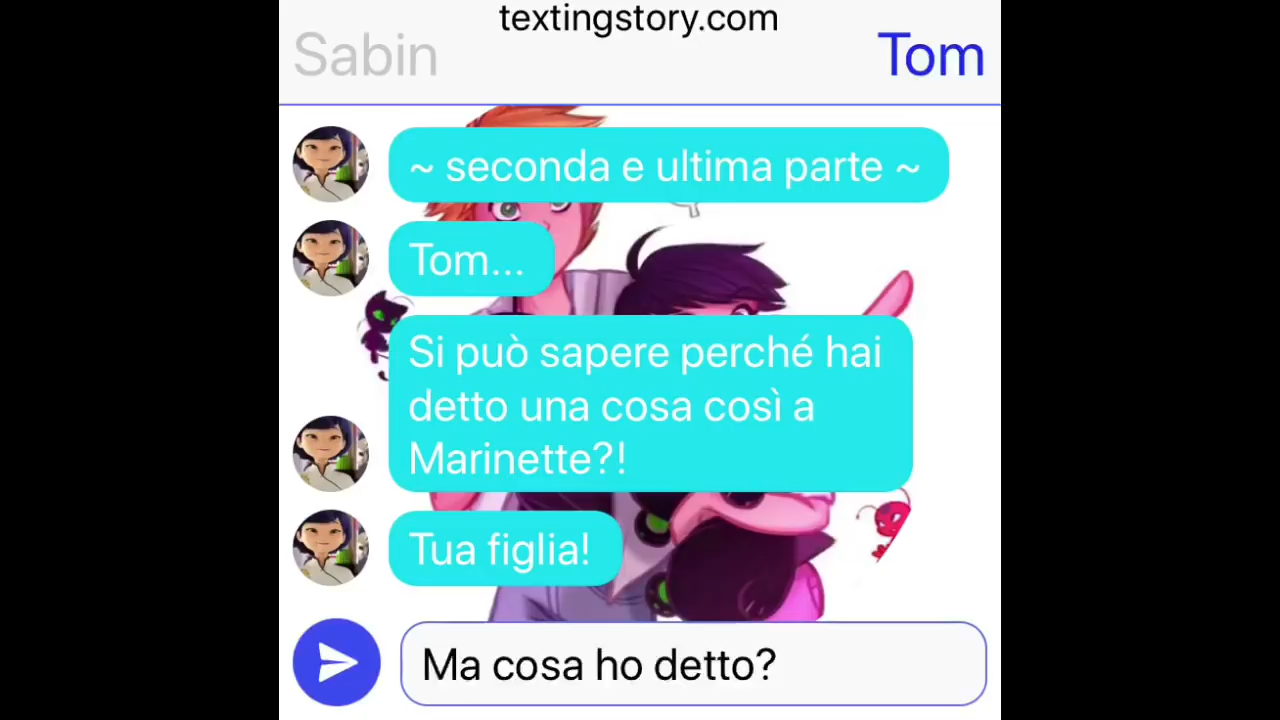 textingstory.com
Sabin Tom
~ seconda e ultima parte ~
Tom...
Si può sapere perché hai
detto una cosa così a
Marinette?!
Tua figlia!
Ma cosa ho detto?